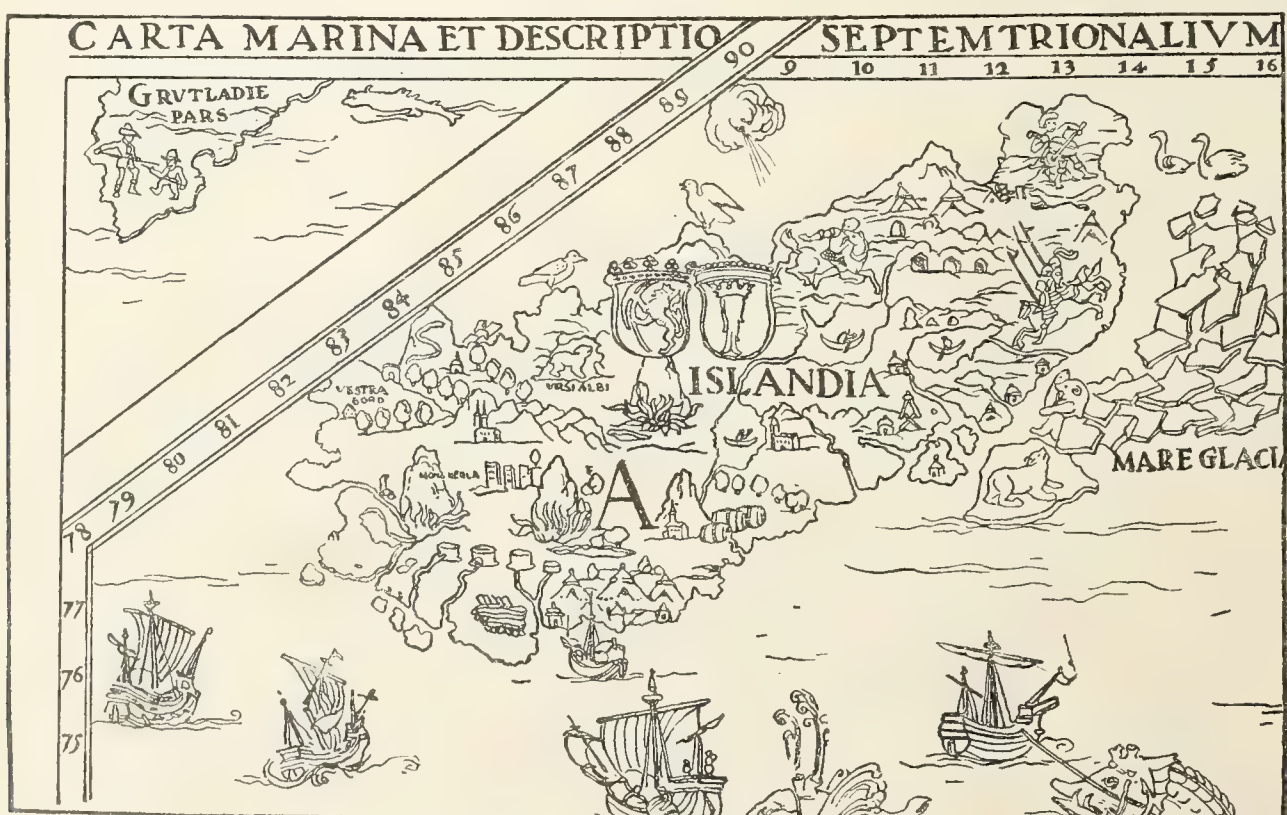 CARTA MARINA ET DESCRIPTIO SEPTEMTRIONALIVM
9 10 11 12 13 14 15 16
GRVTLADIE
PARS
90
89
88
87
86
85
84
83
82
81
80
79
78
77
76
75
VESTRA
BORD
VRSI ALBI
ISLANDIA
MARE GLACI
A